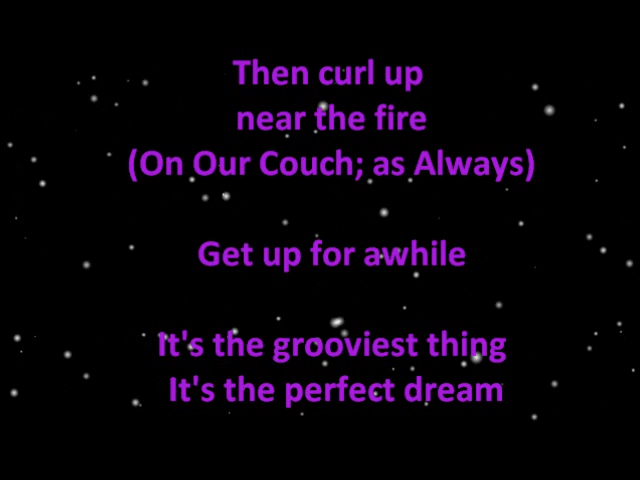 Then curl up
near the fire
(On Our Couch; as Always)
Get up for awhile
It's the grooviest thing
It's the perfect dream